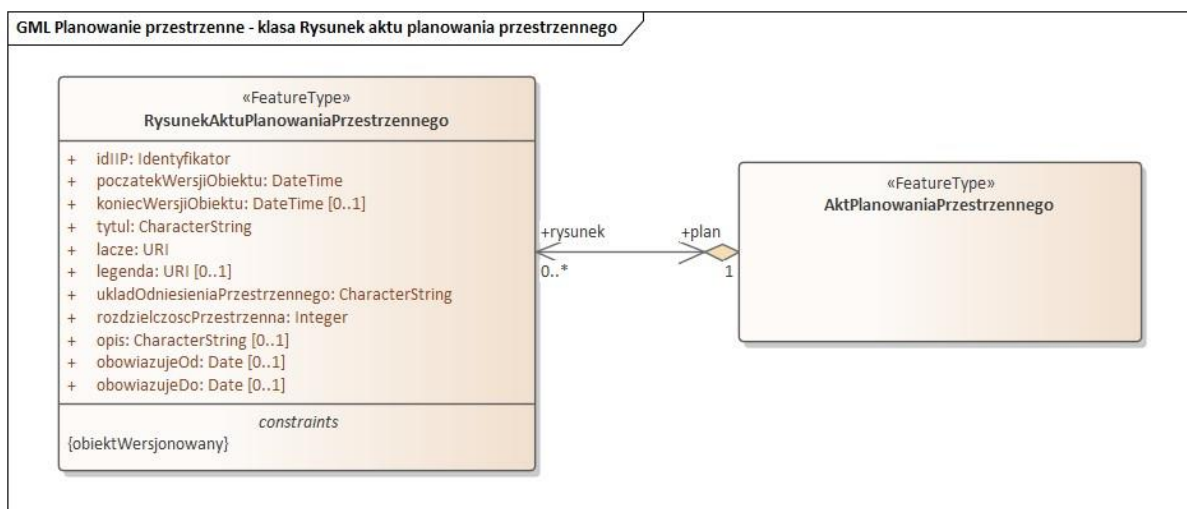 GML Planowanie przestrzenne - klasa Rysunek aktu planowania przestrzennego
«FeatureType»
RysunekAktuPlanowaniaPrzestrzennego
+ idIIP: Identyfikator
+ poczatekWersjiObiektu: DateTime
+ koniecWersjiObiektu: DateTime [0..1]
+ tytul: CharacterString
+ lacze: URI
+ legenda: URI [0..1]
+ ukladOdniesieniaPrzestrzennego: CharacterString
+ rozdzielczoscPrzestrzenna: Integer
+ opis: CharacterString [0..1]
+ obowiazujeOd: Date [0..1]
+ obowiazujeDo: Date [0..1]
constraints
{obiektWersjonowany}
+rysunek +plan
0..* 1
«FeatureType»
AktPlanowaniaPrzestrzennego